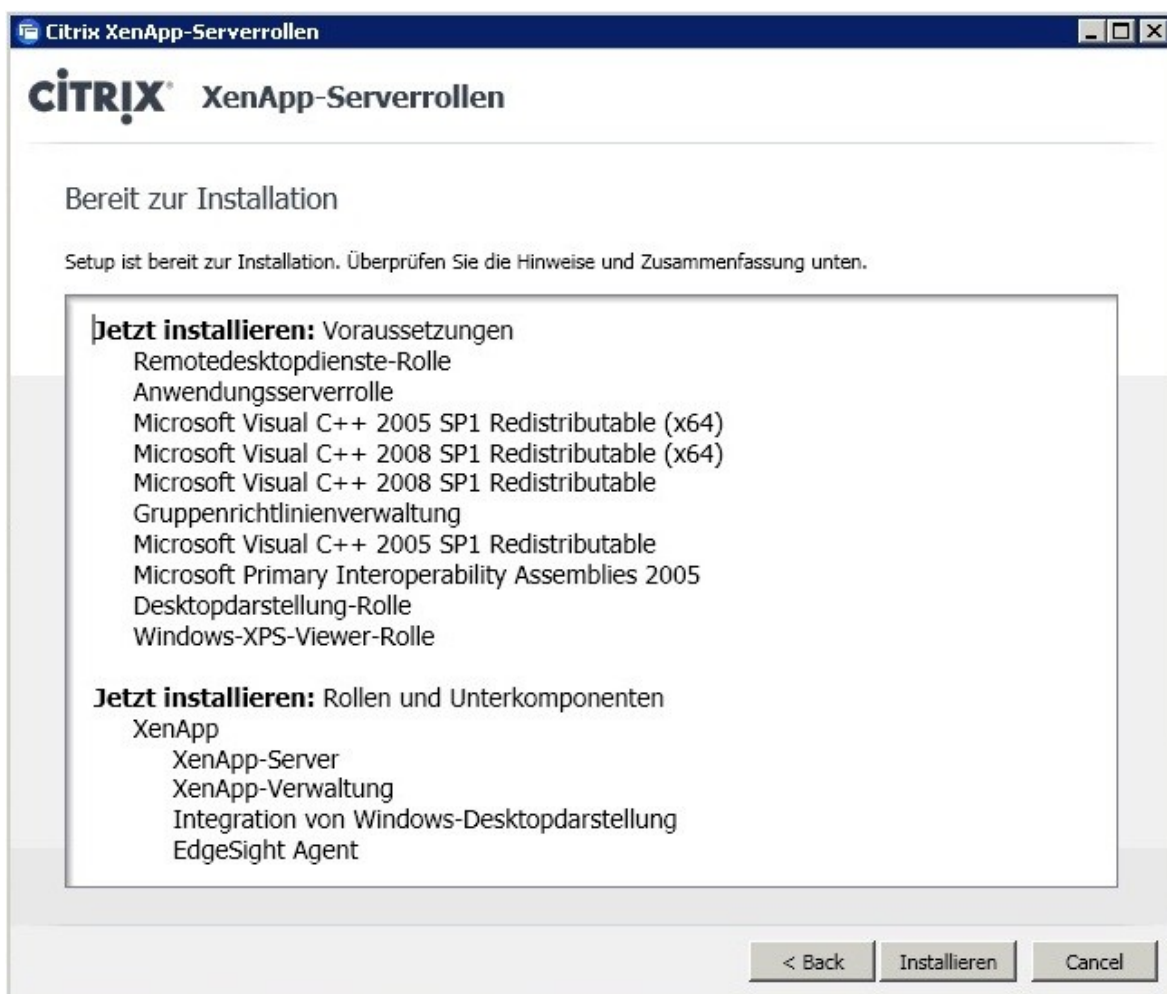 Citrix XenApp-Serverrollen
CİTRIX® XenApp-Serverrollen
Bereit zur Installation
Setup ist bereit zur Installation. Überprüfen Sie die Hinweise und Zusammenfassung unten.
Jetzt installieren: Voraussetzungen
Remotedesktopdienste-Rolle
Anwendungsserverrolle
Microsoft Visual C++ 2005 SP1 Redistributable (x64)
Microsoft Visual C++ 2008 SP1 Redistributable (x64)
Microsoft Visual C++ 2008 SP1 Redistributable
Gruppenrichtlinienverwaltung
Microsoft Visual C++ 2005 SP1 Redistributable
Microsoft Primary Interoperability Assemblies 2005
Desktopdarstellung-Rolle
Windows-XPS-Viewer-Rolle
Jetzt installieren: Rollen und Unterkomponenten
XenApp
XenApp-Server
XenApp-Verwaltung
Integration von Windows-Desktopdarstellung
EdgeSight Agent
< Back Installieren Cancel